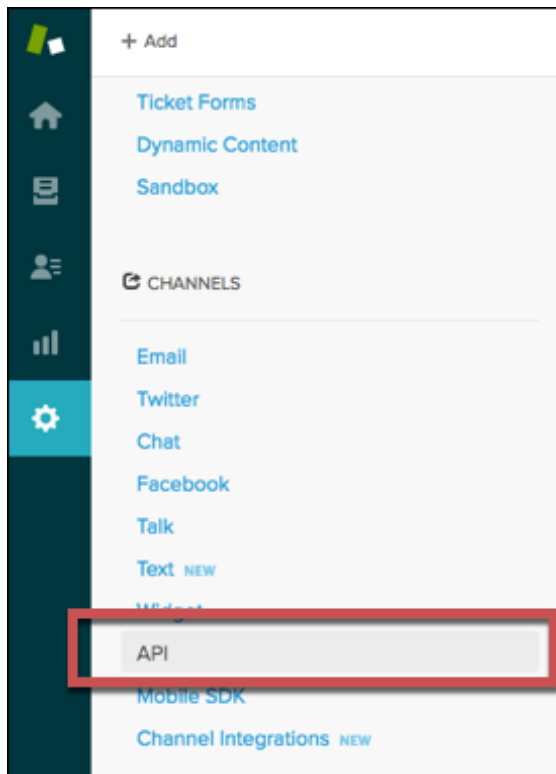 + Add
Ticket Forms
Dynamic Content
Sandbox
CHANNELS
Email
Twitter
Chat
Facebook
Talk
Text NEW
Widget
API
Mobile SDK
Channel Integrations NEW